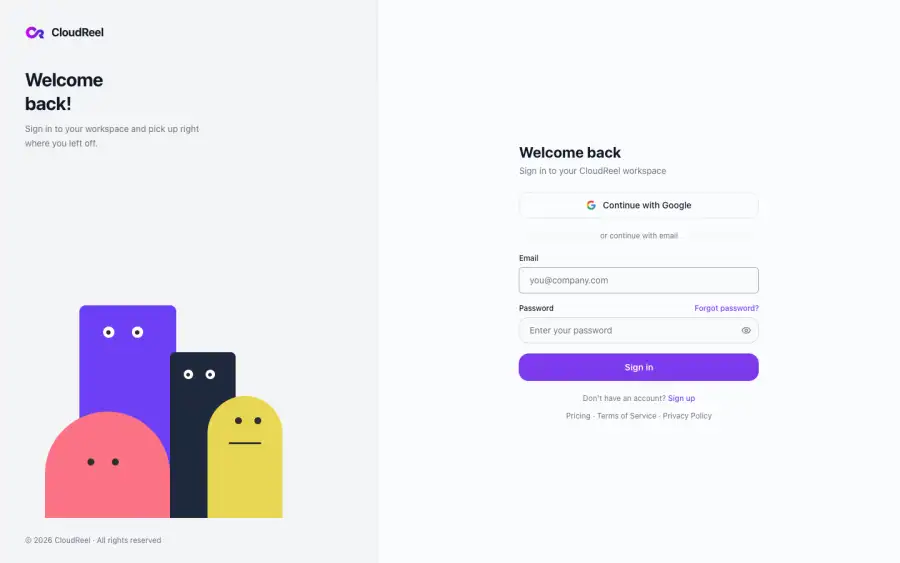 CloudReel
Welcome
back!
Sign in to your workspace and pick up right
where you left off.
© 2026 CloudReel · All rights reserved
Welcome back
Sign in to your CloudReel workspace
Continue with Google
or continue with email
Email
you@company.com
Password Forgot password?
Enter your password
Sign in
Don't have an account? Sign up
Pricing · Terms of Service · Privacy Policy